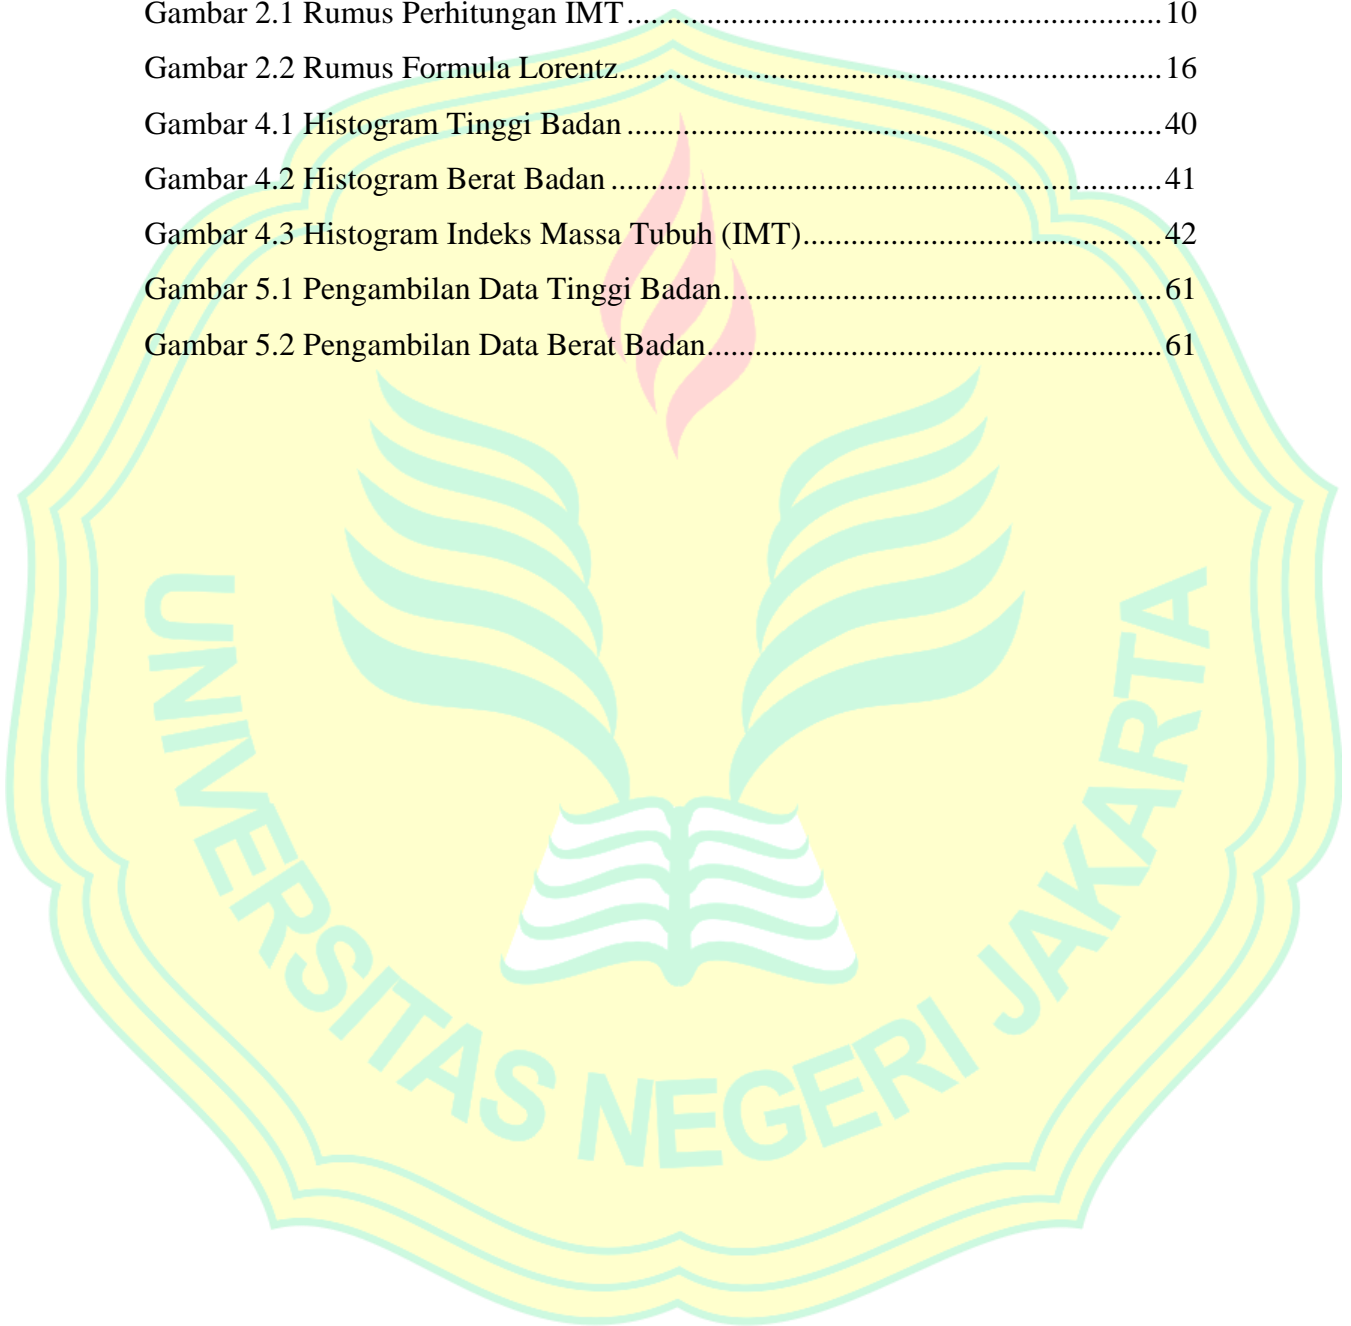 Gambar 2.1 Rumus Perhitungan IMT....................................................................10
Gambar 2.2 Rumus Formula Lorentz.....................................................................16
Gambar 4.1 Histogram Tinggi Badan ....................................................................40
Gambar 4.2 Histogram Berat Badan ......................................................................41
Gambar 4.3 Histogram Indeks Massa Tubuh (IMT)..............................................42
Gambar 5.1 Pengambilan Data Tinggi Badan........................................................61
Gambar 5.2 Pengambilan Data Berat Badan..........................................................61
UNIVERSITAS NEGERI JAKARTA